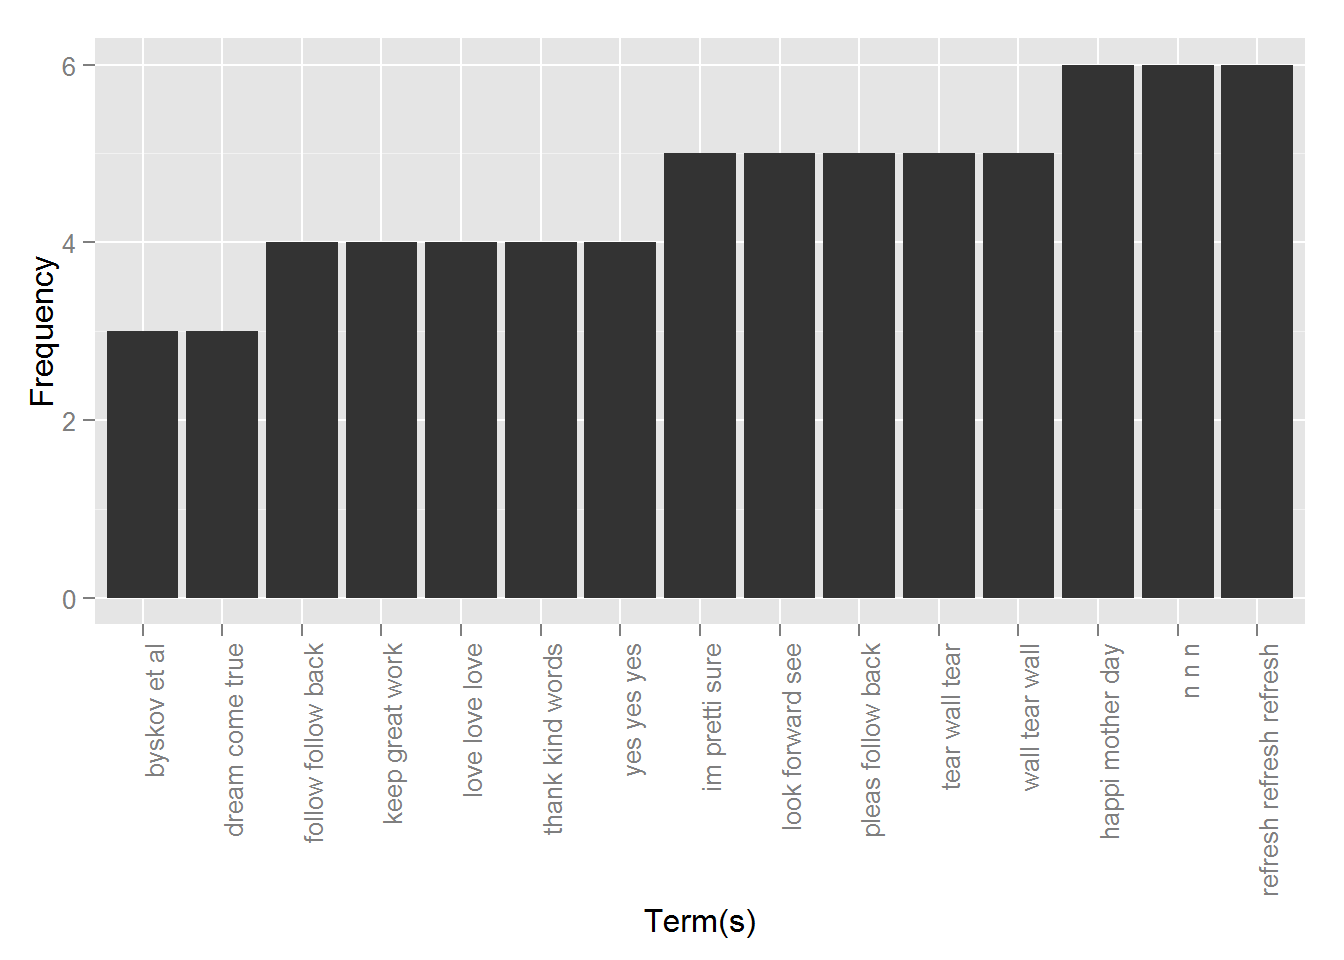 Frequency
6
4
2
0
byskov et al
dream come true
follow follow back
keep great work
love love love
thank kind words
yes yes yes
im pretti sure
look forward see
pleas follow back
tear wall tear
wall tear wall
happi mother day
n n n
refresh refresh refresh
Term(s)